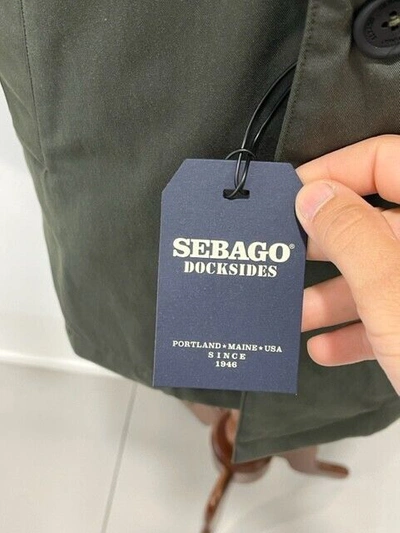 SEBAGO®
DOCKSIDES
PORTLAND★MAINE★USA
SINCE
1946